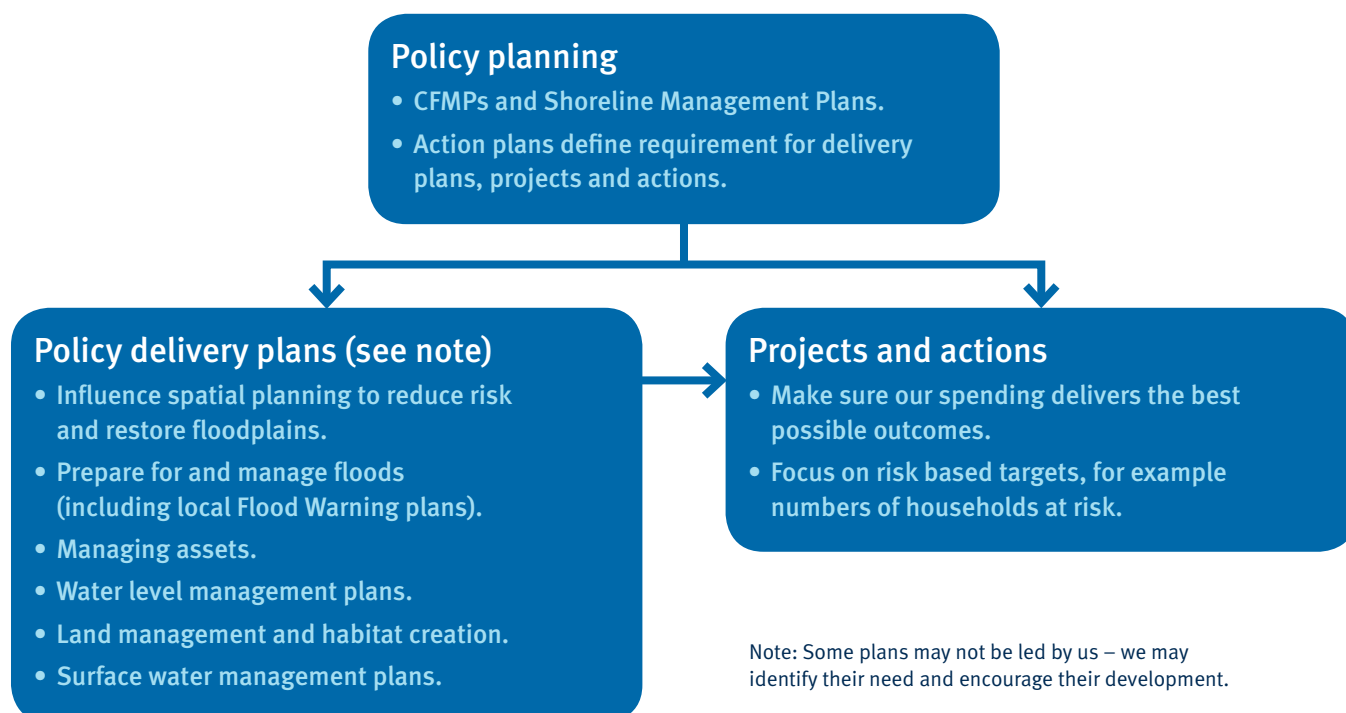 Policy planning
• CFMPs and Shoreline Management Plans.
• Action plans define requirement for delivery
plans, projects and actions.
Policy delivery plans (see note)
• Influence spatial planning to reduce risk
and restore floodplains.
• Prepare for and manage floods
(including local Flood Warning plans).
• Managing assets.
• Water level management plans.
• Land management and habitat creation.
• Surface water management plans.
Projects and actions
• Make sure our spending delivers the best
possible outcomes.
• Focus on risk based targets, for example
numbers of households at risk.
Note: Some plans may not be led by us – we may
identify their need and encourage their development.